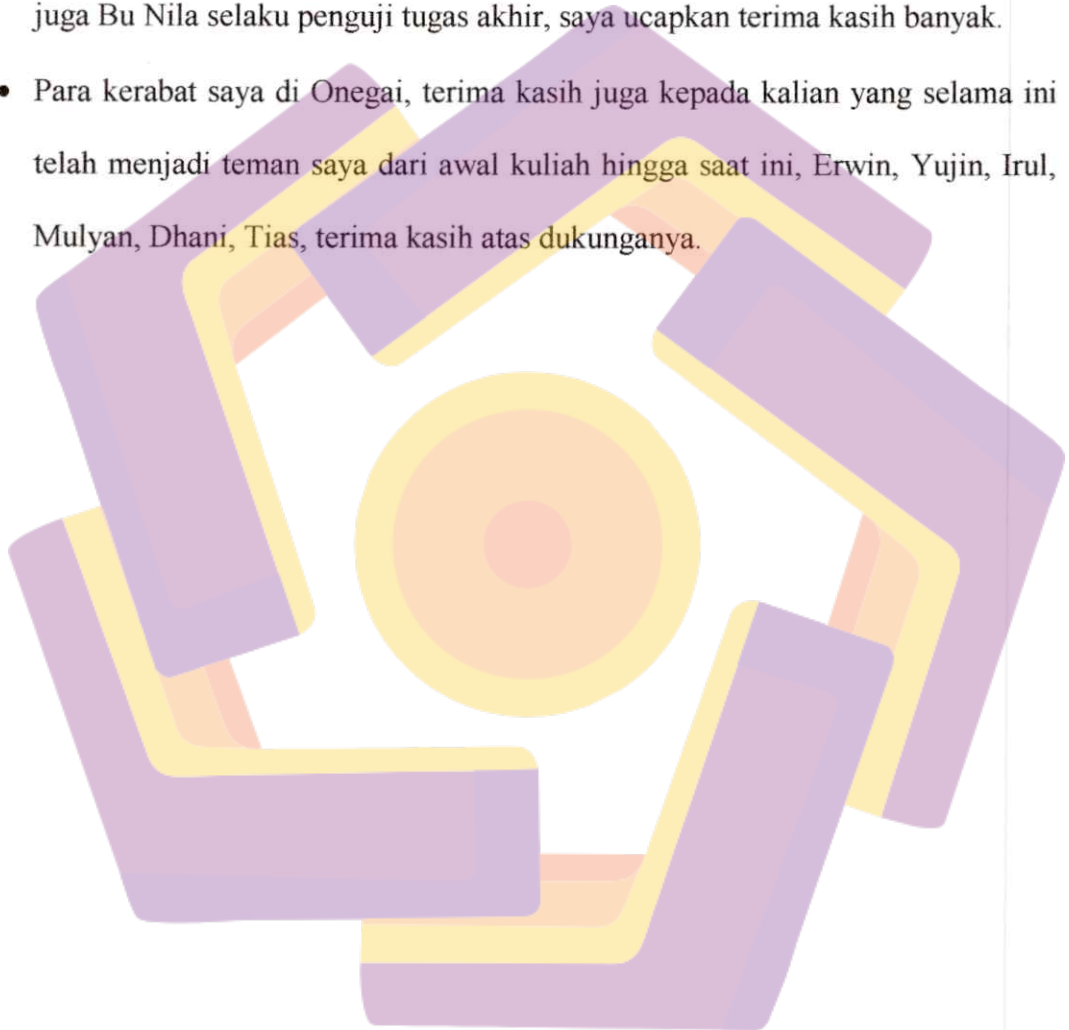 juga Bu Nila selaku penguji tugas akhir, saya ucapkan terima kasih banyak.
• Para kerabat saya di Onegai, terima kasih juga kepada kalian yang selama ini
telah menjadi teman saya dari awal kuliah hingga saat ini, Erwin, Yujin, Irul,
Mulyan, Dhani, Tias, terima kasih atas dukunganya.